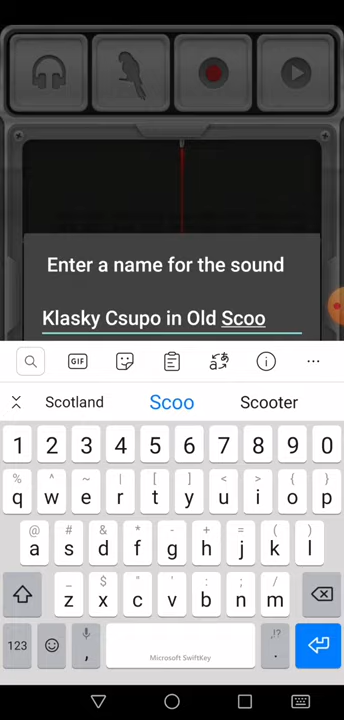 Enter a name for the sound
Klasky Csupo in Old Scoo
GIF
Scotland Scoo Scooter
1 2 3 4 5 6 7 8 9 0
% ^ ~ | [ ] < > { }
q w e r t y u i o p
@ # & * - + = ( )
a s d f g h j k l
_ $ " ' : ; /
z x c v b n m
123 , Microsoft SwiftKey ,!? .